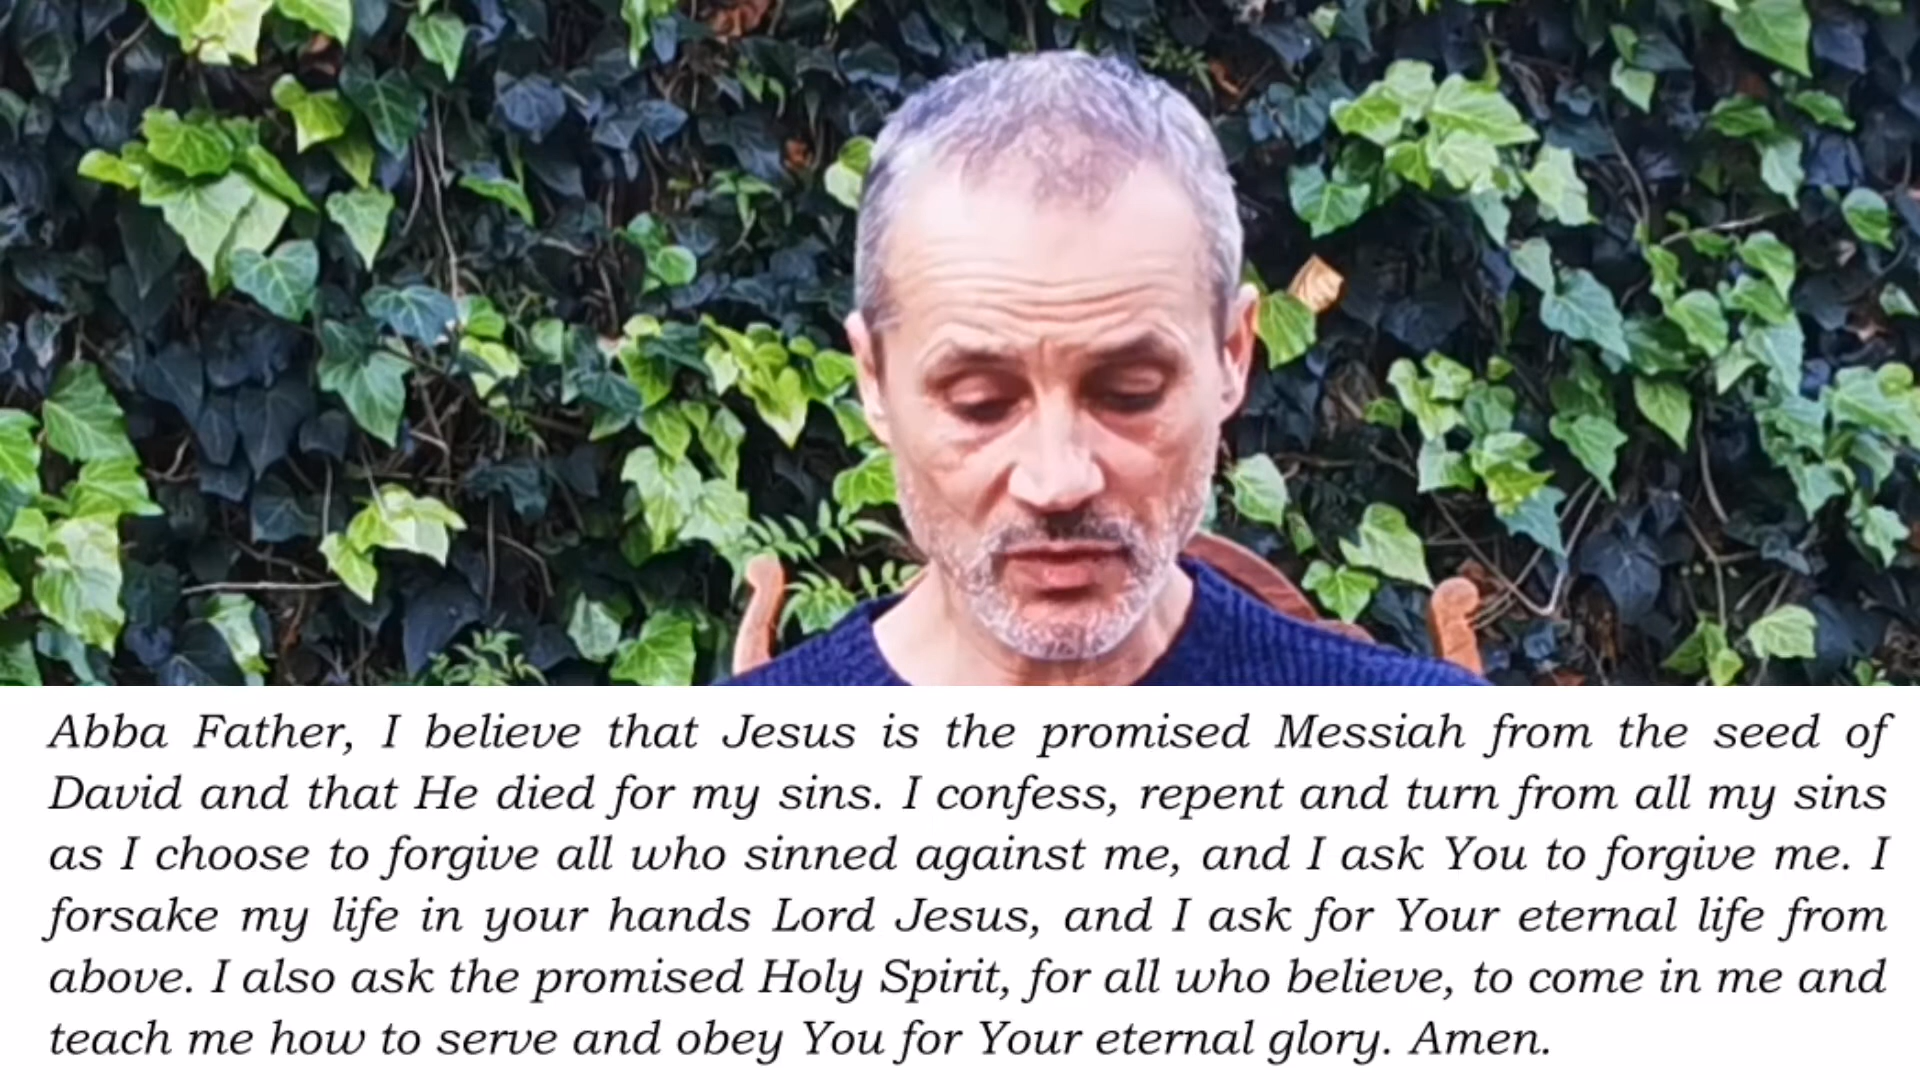 Abba Father, I believe that Jesus is the promised Messiah from the seed of
David and that He died for my sins. I confess, repent and turn from all my sins
as I choose to forgive all who sinned against me, and I ask You to forgive me. I
forsake my life in your hands Lord Jesus, and I ask for Your eternal life from
above. I also ask the promised Holy Spirit, for all who believe, to come in me and
teach me how to serve and obey You for Your eternal glory. Amen.